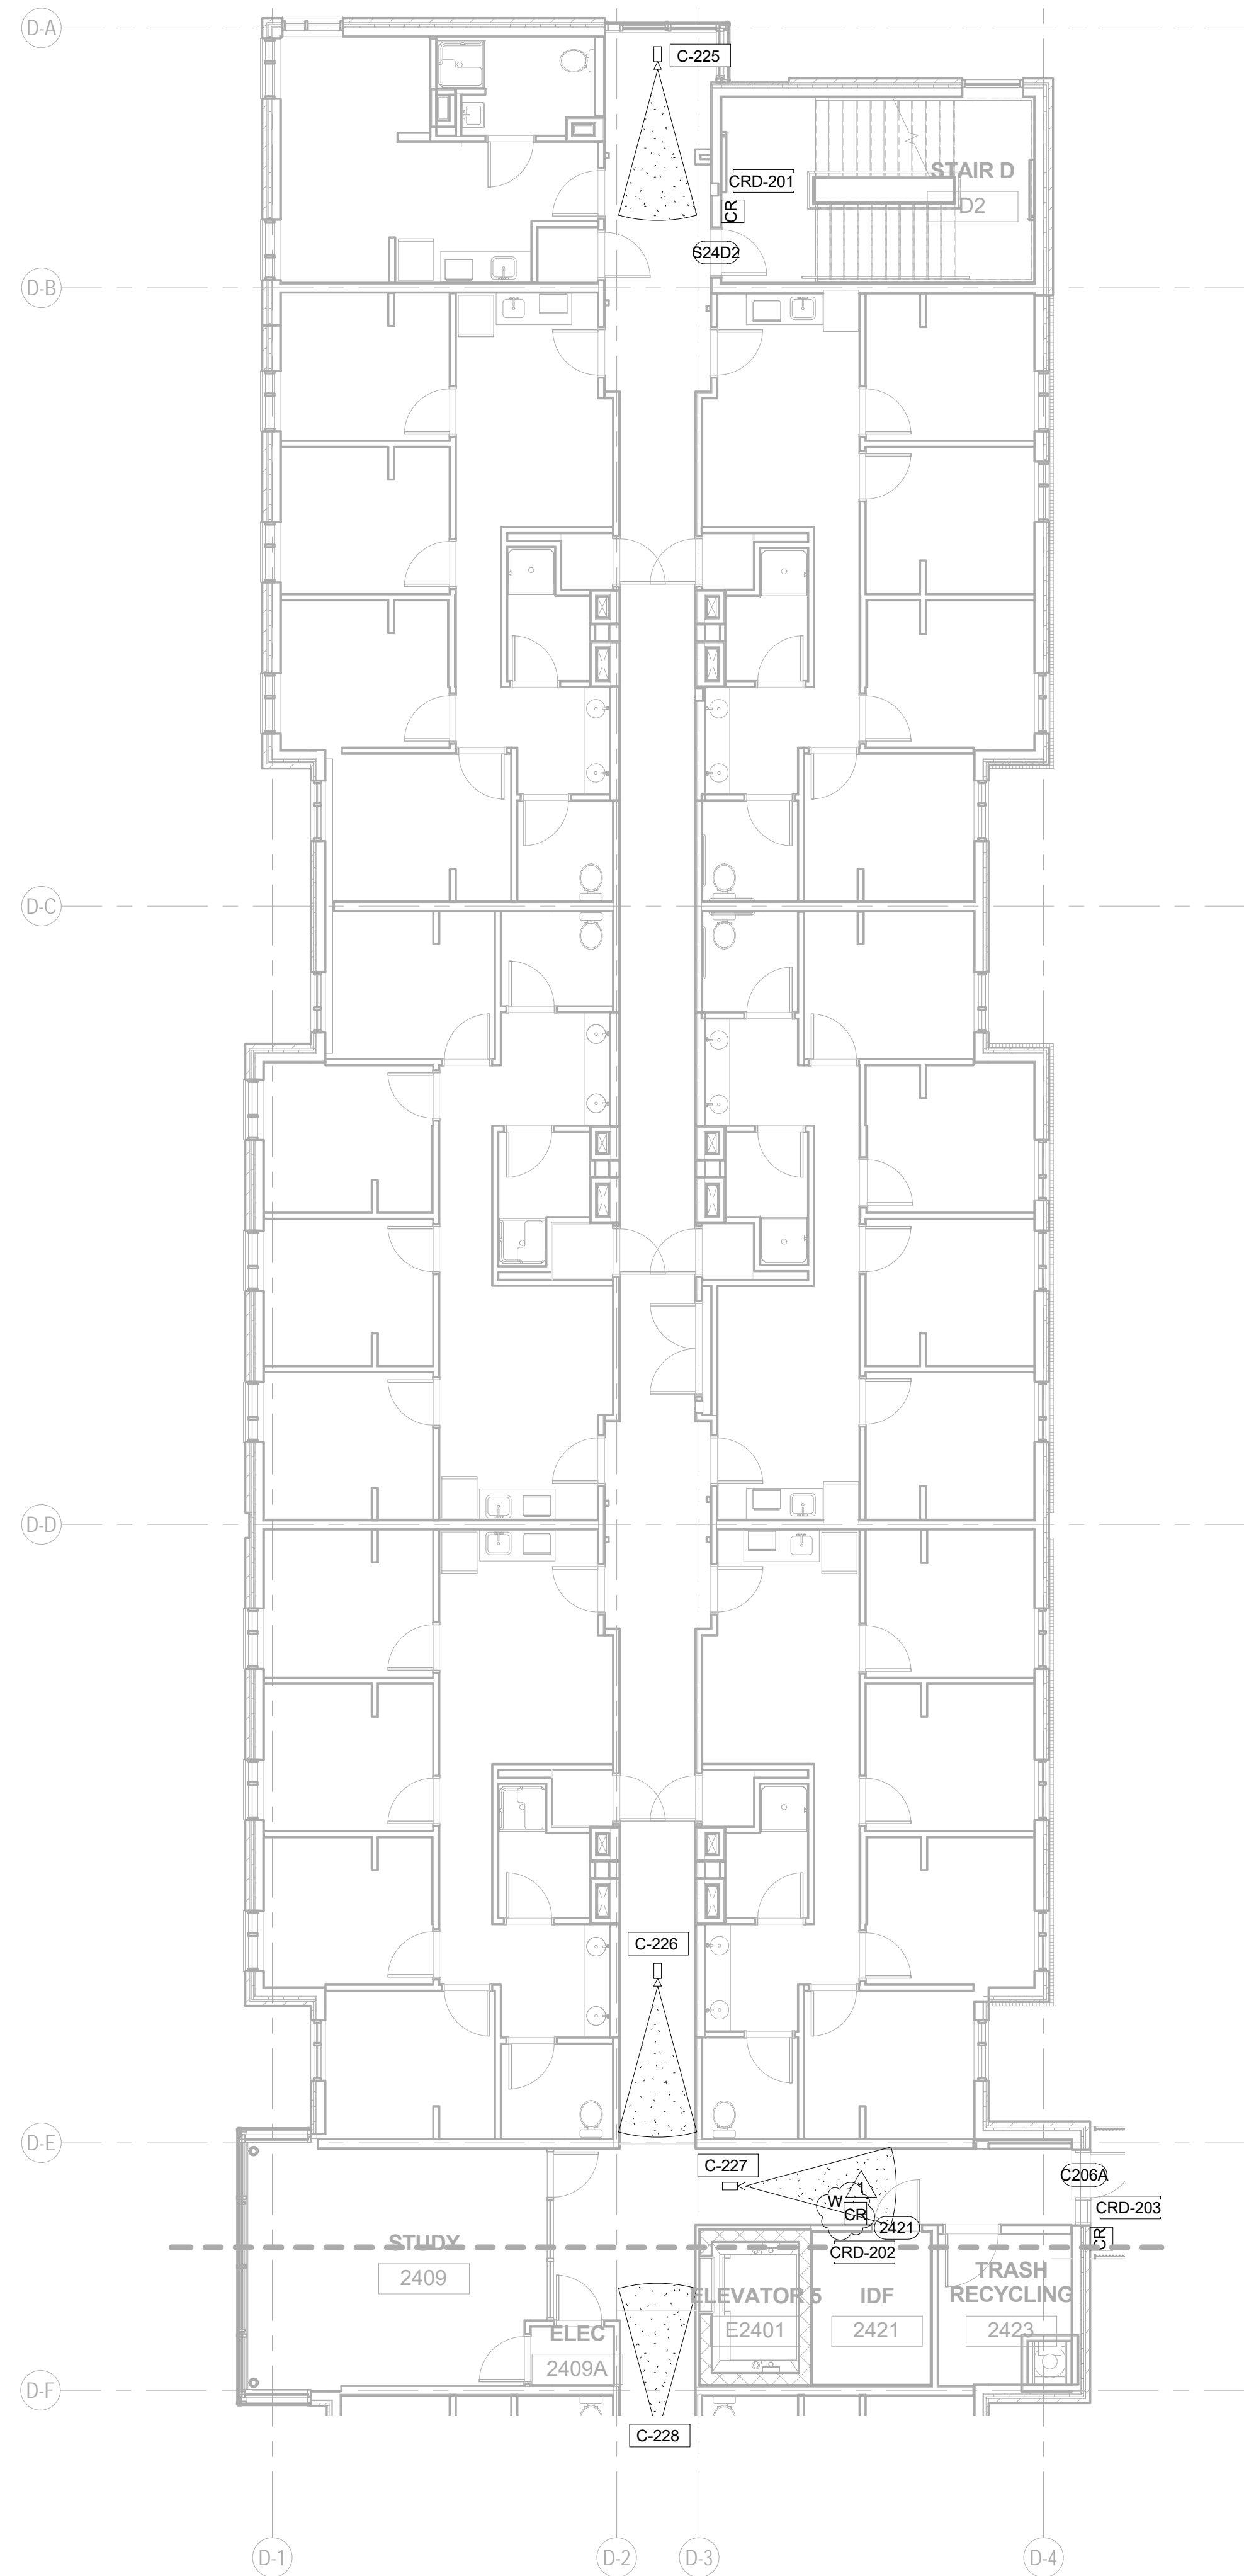 D-A
C-225
CRD-201
STAIR D
D2
CR
S24D2
D-B
D-C
D-D
C-226
D-E
C-227
C206A
1
W
CR
2421
CRD-203
CR
CRD-202
STUDY
2409
TRASH
RECYCLING
2423
ELEVATOR 5
E2401
IDF
2421
ELEC
2409A
D-F
C-228
D-1
D-2
D-3
D-4